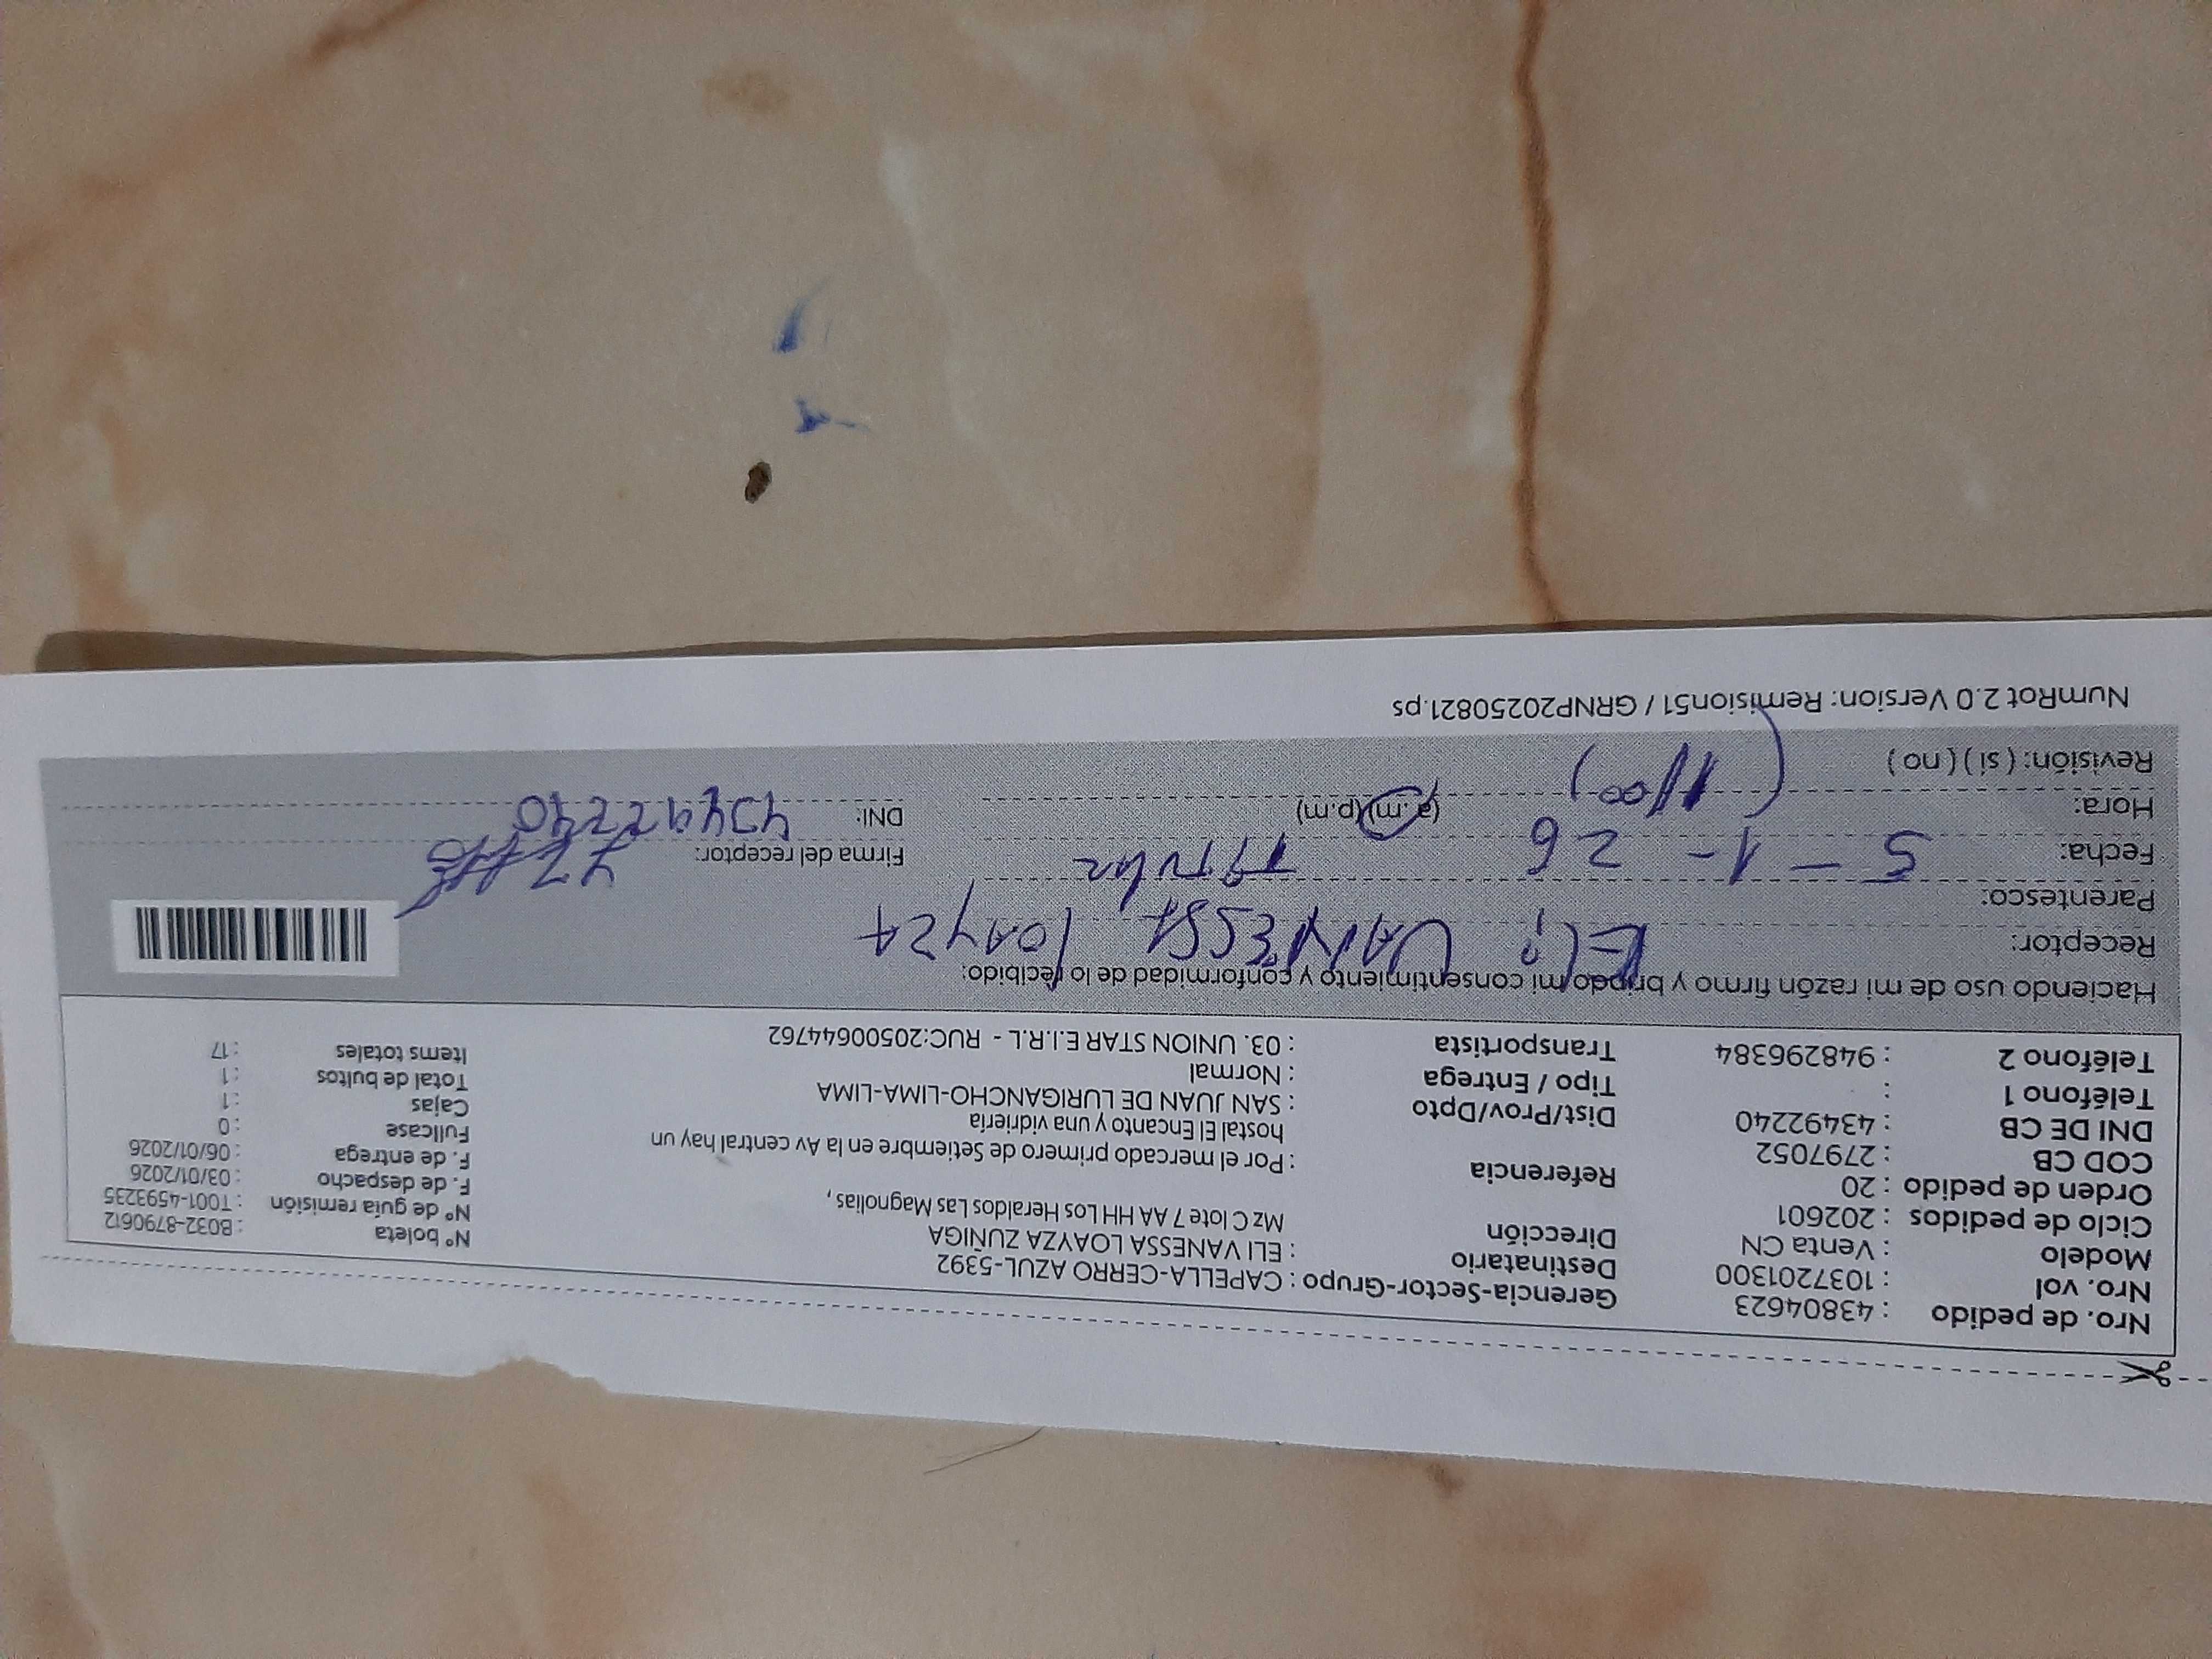 Nro. de pedido : 43804623 Gerencia-Sector-Grupo : CAPELLA-CERRO AZUL-5392
Nro. vol : 1037201300 Destinatario : ELI VANESSA LOAYZA ZUÑIGA Nº boleta : B032-8790612
Modelo : Venta CN Dirección Mz C lote 7 AA HH Los Heraldos Las Magnolias, Nº de guía remisión : T001-4593235
Ciclo de pedidos : 202601 F. de despacho : 03/01/2026
Orden de pedido : 20 Referencia : Por el mercado primero de Setiembre en la Av central hay un F. de entrega : 06/01/2026
COD CB : 2797052 hostal El Encanto y una vidriería Fullcase : 0
DNI DE CB : 43492240 Dist/Prov/Dpto : SAN JUAN DE LURIGANCHO-LIMA-LIMA Cajas : 1
Teléfono 1 : Tipo / Entrega : Normal Total de bultos : 1
Teléfono 2 : 948296384 Transportista : 03. UNION STAR E.I.R.L - RUC:20500644762 Items totales : 17
Haciendo uso de mi razón firmo y brindo mi consentimiento y conformidad de lo recibido:
Receptor: Eli VANESSA loayza
Parentesco: Titular
Fecha: 5 - 1 - 26 Firma del receptor:
Hora: (a.m)(p.m) DNI: 43492240
Revisión: ( si ) ( no )
NumRot 2.0 Version: Remision51 / GRNP20250821.ps